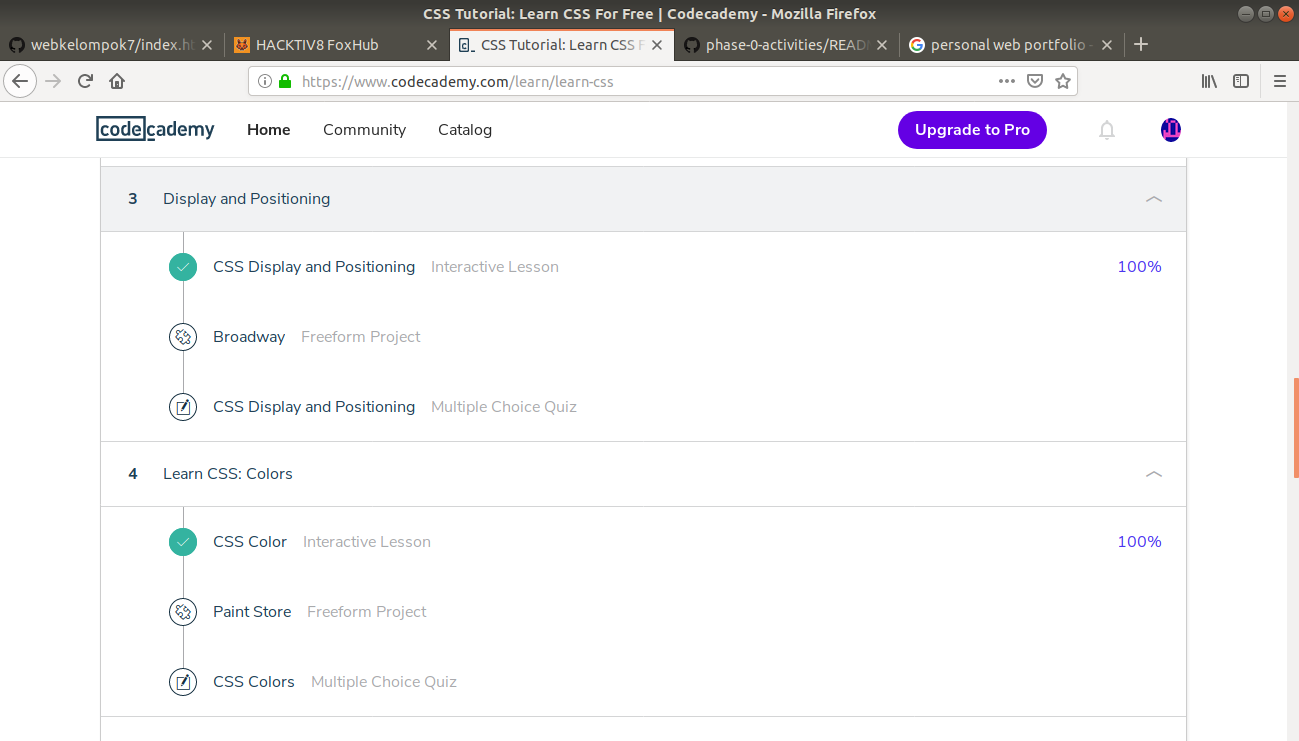 CSS Tutorial: Learn CSS For Free | Codecademy - Mozilla Firefox
webkelompok7/index.ht HACKTIV8 FoxHub CSS Tutorial: Learn CSS F phase-0-activities/READ personal web portfolio -
https://www.codecademy.com/learn/learn-css
codecademy Home Community Catalog Upgrade to Pro
3 Display and Positioning
CSS Display and Positioning Interactive Lesson 100%
Broadway Freeform Project
CSS Display and Positioning Multiple Choice Quiz
4 Learn CSS: Colors
CSS Color Interactive Lesson 100%
Paint Store Freeform Project
CSS Colors Multiple Choice Quiz